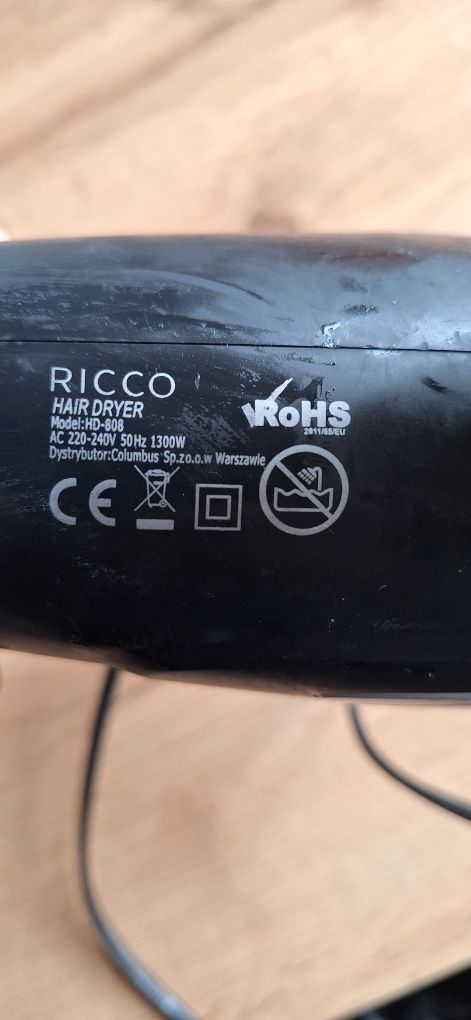 RICCO
HAIR DRYER
Model:HD-808
AC 220-240V 50Hz 1300W
Dystrybutor:Columbus Sp.zo.o.w Warszawie
CE
RoHS
2011/65/EU